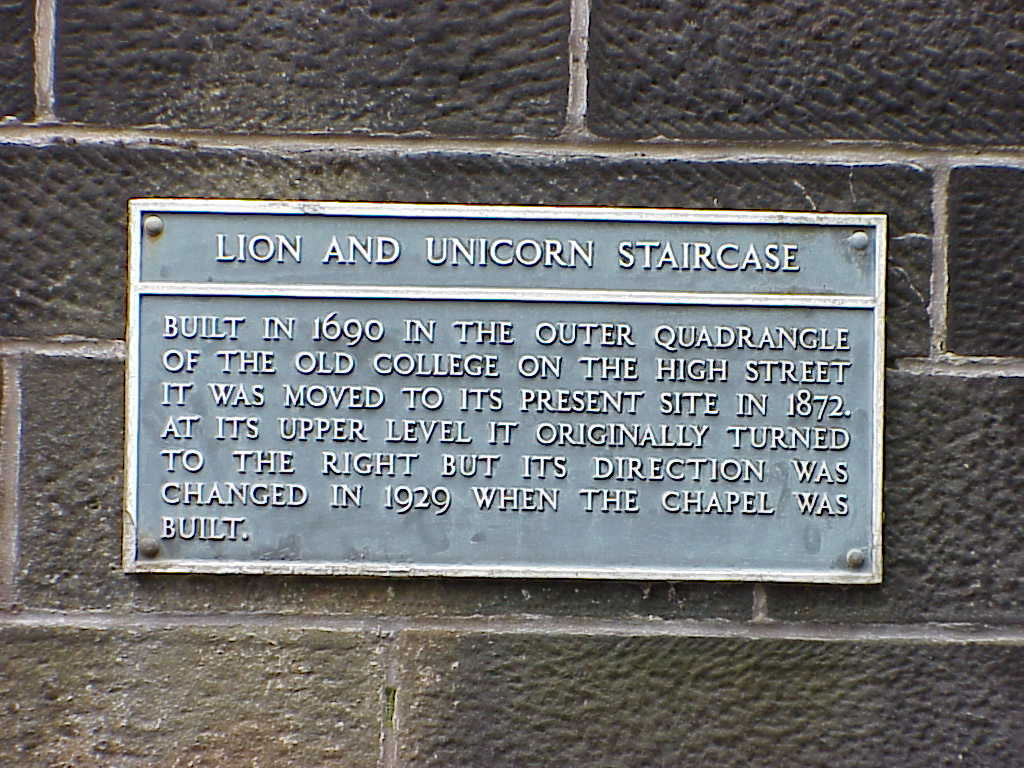 LION AND UNICORN STAIRCASE
BUILT IN 1690 IN THE OUTER QUADRANGLE
OF THE OLD COLLEGE ON THE HIGH STREET
IT WAS MOVED TO ITS PRESENT SITE IN 1872.
AT ITS UPPER LEVEL IT ORIGINALLY TURNED
TO THE RIGHT BUT ITS DIRECTION WAS
CHANGED IN 1929 WHEN THE CHAPEL WAS
BUILT.